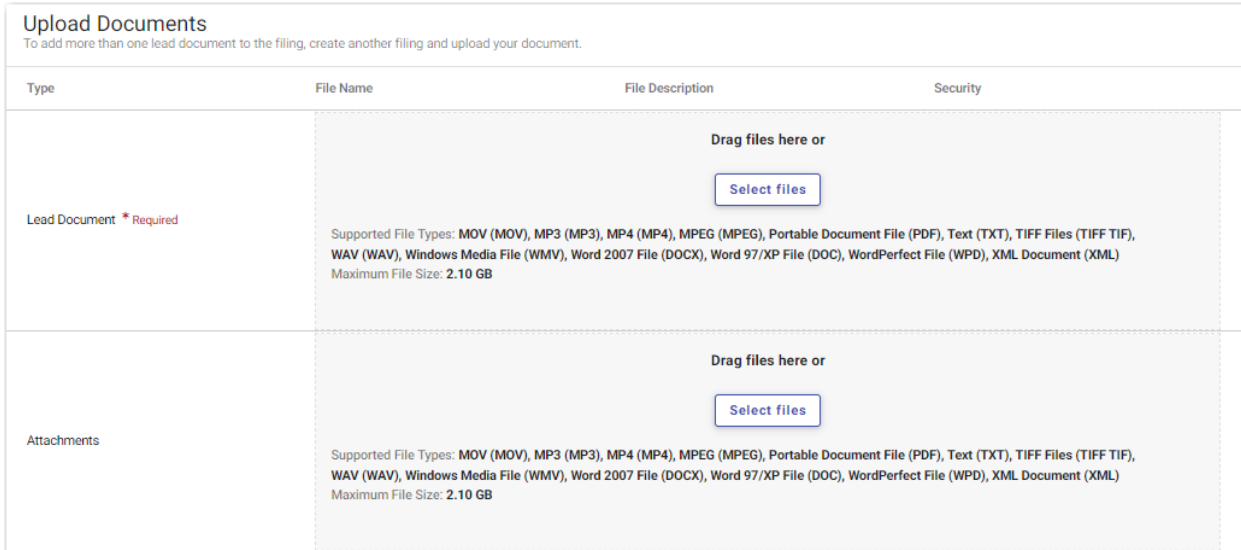 Upload Documents
To add more than one lead document to the filing, create another filing and upload your document.
Type File Name File Description Security
Drag files here or
Select files
Lead Document * Required
Supported File Types: MOV (MOV), MP3 (MP3), MP4 (MP4), MPEG (MPEG), Portable Document File (PDF), Text (TXT), TIFF Files (TIFF TIF),
WAV (WAV), Windows Media File (WMV), Word 2007 File (DOCX), Word 97/XP File (DOC), WordPerfect File (WPD), XML Document (XML)
Maximum File Size: 2.10 GB
Drag files here or
Select files
Attachments
Supported File Types: MOV (MOV), MP3 (MP3), MP4 (MP4), MPEG (MPEG), Portable Document File (PDF), Text (TXT), TIFF Files (TIFF TIF),
WAV (WAV), Windows Media File (WMV), Word 2007 File (DOCX), Word 97/XP File (DOC), WordPerfect File (WPD), XML Document (XML)
Maximum File Size: 2.10 GB